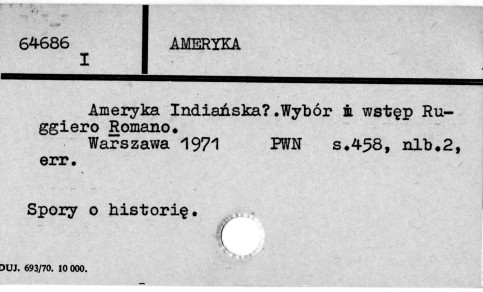 64686
I
AMERYKA
Ameryka Indiańska?.Wybór i wstęp Ru-
ggiero Romano.
Warszawa 1971 PWN s.458, nlb.2,
err.
Spory o historię.
DUJ. 693/70. 10 000.